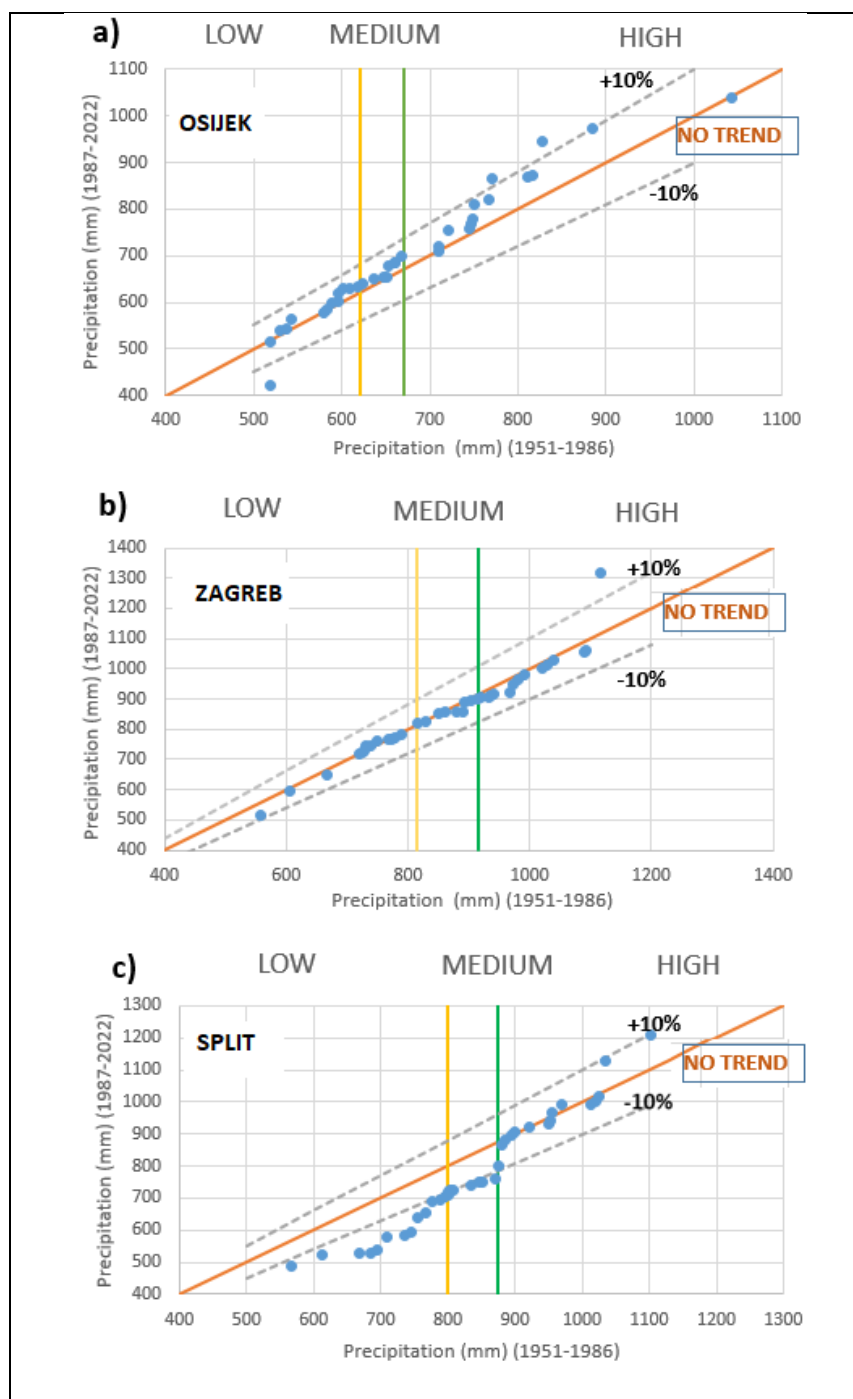 a)
LOW MEDIUM HIGH
OSIJEK
+10%
NO TREND
-10%
Precipitation (mm) (1987-2022)
1100
1000
900
800
700
600
500
400
400 500 600 700 800 900 1000 1100
Precipitation (mm) (1951-1986)
b)
LOW MEDIUM HIGH
ZAGREB
+10%
NO TREND
-10%
Precipitation (mm) (1987-2022)
1400
1300
1200
1100
1000
900
800
700
600
500
400
400 600 800 1000 1200 1400
Precipitation (mm) (1951-1986)
c)
LOW MEDIUM HIGH
SPLIT
+10%
NO TREND
-10%
Precipitation (mm) (1987-2022)
1300
1200
1100
1000
900
800
700
600
500
400
400 500 600 700 800 900 1000 1100 1200 1300
Precipitation (mm) (1951-1986)